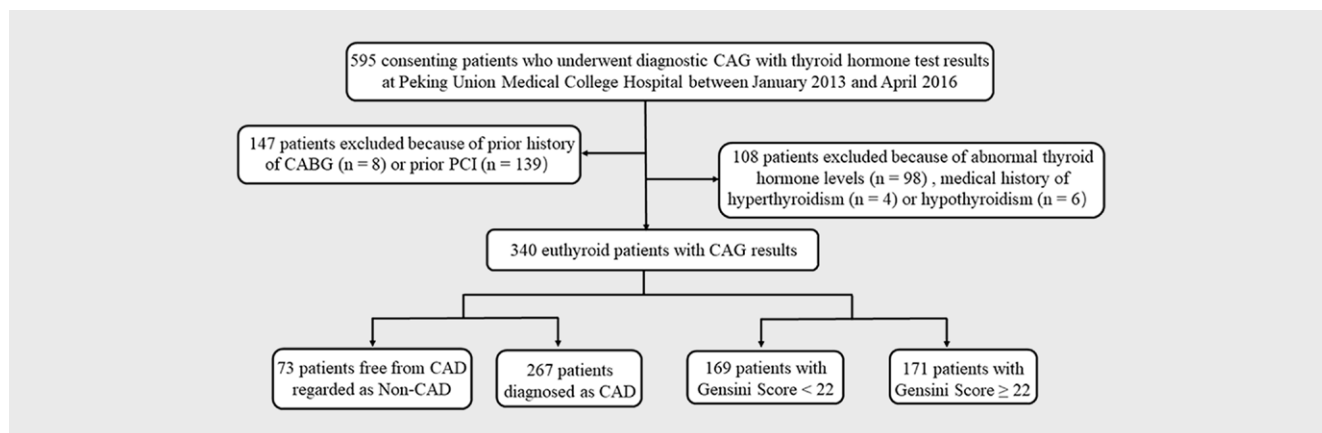 595 consenting patients who underwent diagnostic CAG with thyroid hormone test results
at Peking Union Medical College Hospital between January 2013 and April 2016
147 patients excluded because of prior history
of CABG (n = 8) or prior PCI (n = 139)
108 patients excluded because of abnormal thyroid
hormone levels (n = 98) , medical history of
hyperthyroidism (n = 4) or hypothyroidism (n = 6)
340 euthyroid patients with CAG results
73 patients free from CAD
regarded as Non-CAD
267 patients
diagnosed as CAD
169 patients with
Gensini Score < 22
171 patients with
Gensini Score ≥ 22